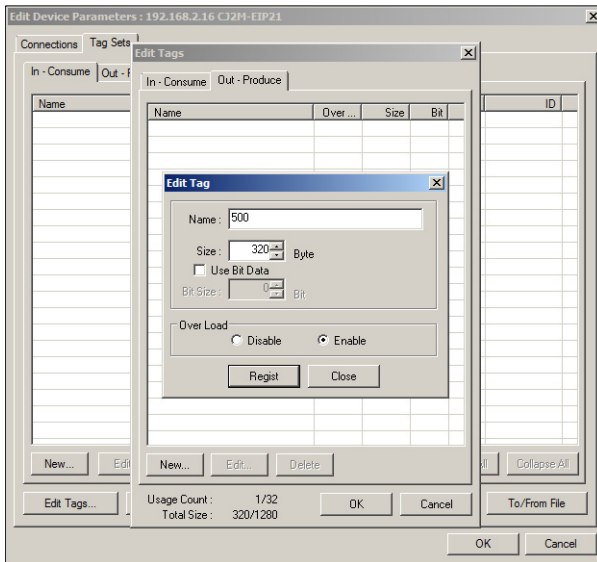 Edit Device Parameters : 192.168.2.16 CJ2M-EIP21
Connections Tag Sets
Edit Tags
In - Consume Out -
In - Consume Out - Produce
Name ID
Name Over ... Size Bit
Edit Tag
Name : 500
Size : 320 Byte
Use Bit Data
Bit Size : 0 Bit
Over Load
Disable Enable
Regist Close
New... Edit
New... Edit... Delete
All Collapse All
Edit Tags...
Usage Count : 1/32
Total Size : 320/1280
OK Cancel
To/From File
OK Cancel